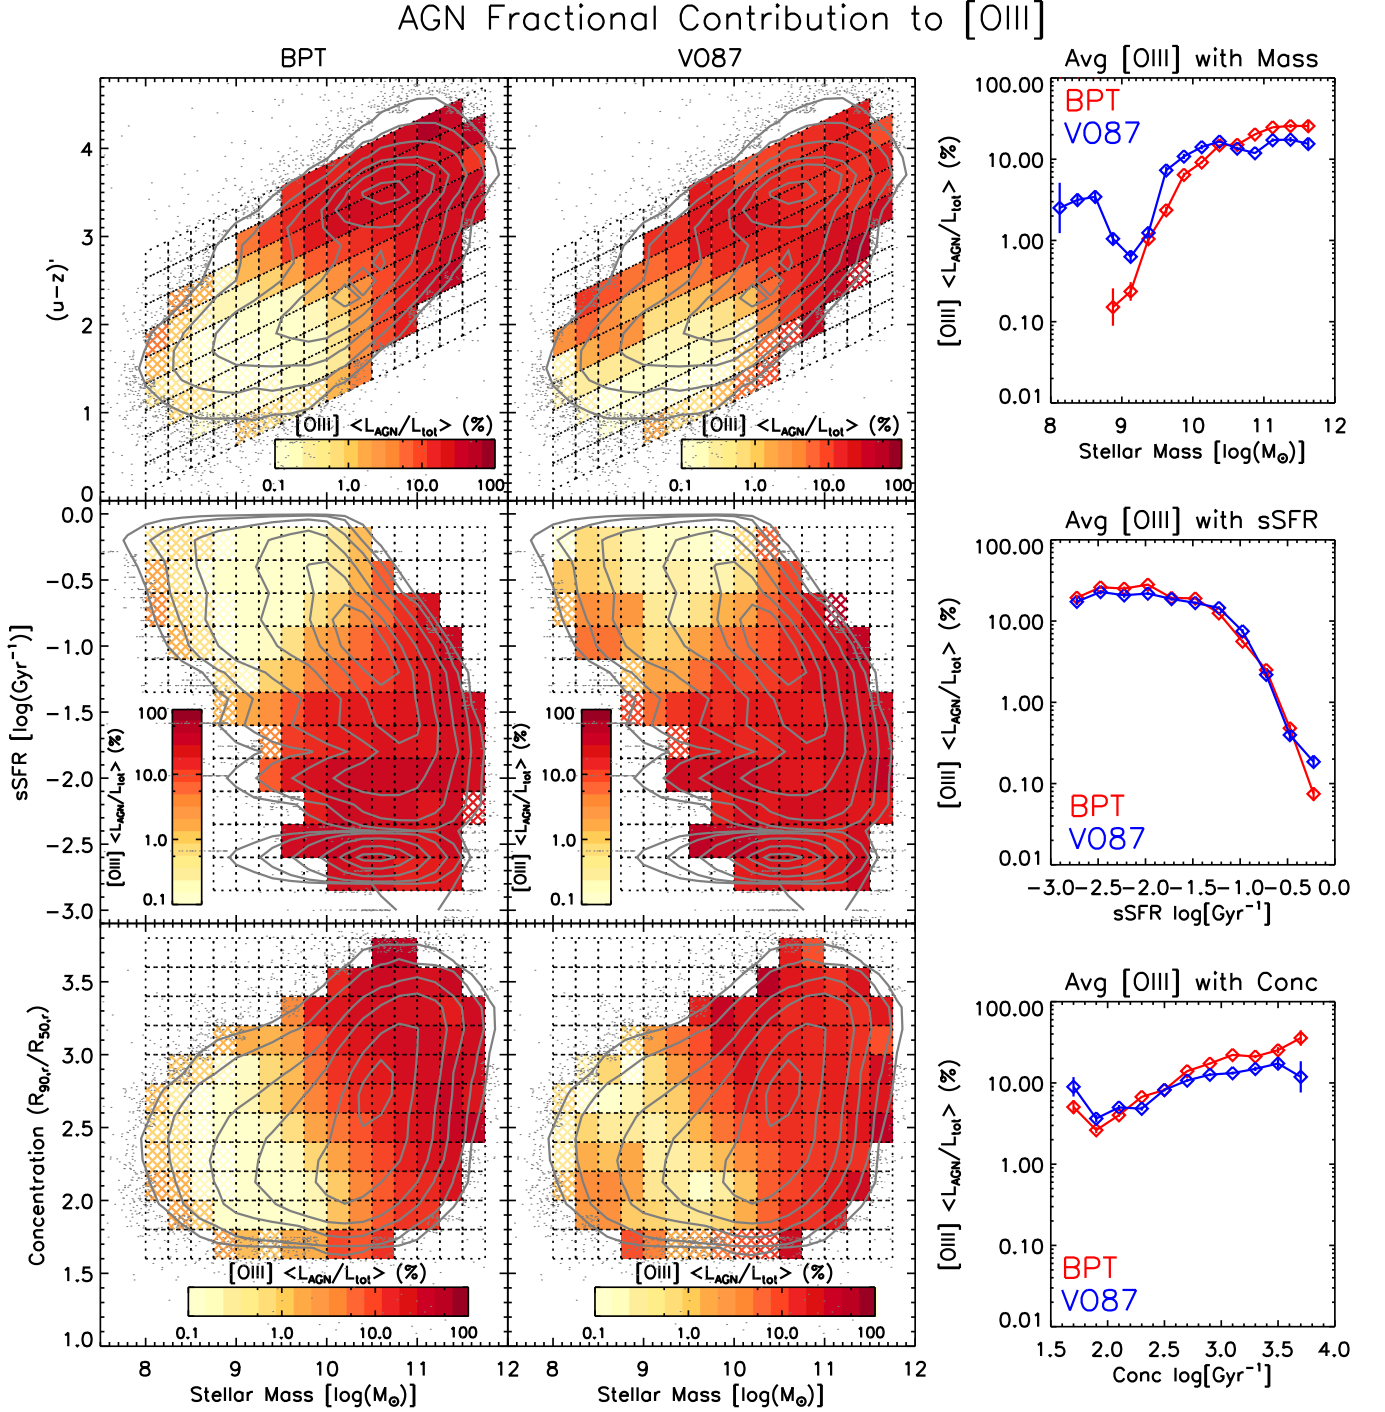 AGN Fractional Contribution to [OIII]
BPT
VO87
Avg [OIII] with Mass
(u−z)'
4
3
2
1
0
[OIII] <L_AGN/L_tot> (%)
0.1 1.0 10.0 100
[OIII] <L_AGN/L_tot> (%)
0.1 1.0 10.0 100
[OIII] <L_AGN/L_tot> (%)
100.00
10.00
1.00
0.10
0.01
BPT
VO87
8 9 10 11 12
Stellar Mass [log(M☉)]
sSFR [log(Gyr⁻¹)]
0.0
−0.5
−1.0
−1.5
−2.0
−2.5
−3.0
100
10.0
1.0
0.1
[OIII] <L_AGN/L_tot> (%)
100
10.0
1.0
0.1
[OIII] <L_AGN/L_tot> (%)
Avg [OIII] with sSFR
[OIII] <L_AGN/L_tot> (%)
100.00
10.00
1.00
0.10
0.01
BPT
VO87
−3.0−2.5−2.0−1.5−1.0−0.5 0.0
sSFR log[Gyr⁻¹]
Concentration (R90,r/R50,r)
3.5
3.0
2.5
2.0
1.5
1.0
[OIII] <L_AGN/L_tot> (%)
0.1 1.0 10.0 100
[OIII] <L_AGN/L_tot> (%)
0.1 1.0 10.0 100
8 9 10 11 12
8 9 10 11 12
Stellar Mass [log(M☉)]
Stellar Mass [log(M☉)]
Avg [OIII] with Conc
[OIII] <L_AGN/L_tot> (%)
100.00
10.00
1.00
0.10
0.01
BPT
VO87
1.5 2.0 2.5 3.0 3.5 4.0
Conc log[Gyr⁻¹]